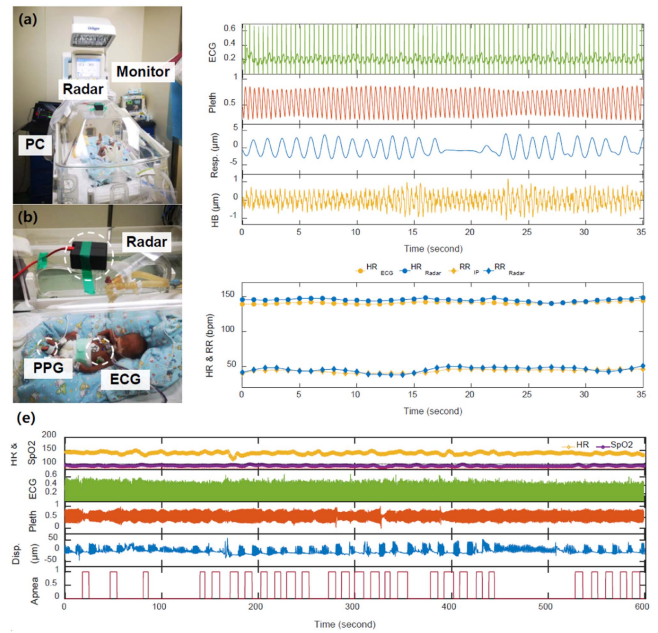 (a)
Radar
Monitor
PC
(b)
Radar
PPG
ECG
ECG
0.6
0.4
0.2
Pleth
1
0.5
Resp. (μm)
5
0
-5
HB (μm)
1
0
-1
0 5 10 15 20 25 30 35
Time (second)
HR ECG HR Radar RR IP RR Radar
HR & RR (bpm)
150
100
50
0 5 10 15 20 25 30 35
Time (second)
(e)
HR & SpO2
200
150
100
HR SpO2
ECG
0.6
0.4
0.2
Pleth
1
0.5
0
Disp. (μm)
50
0
-50
Apnea
1
0.5
0
0 100 200 300 400 500 600
Time (second)